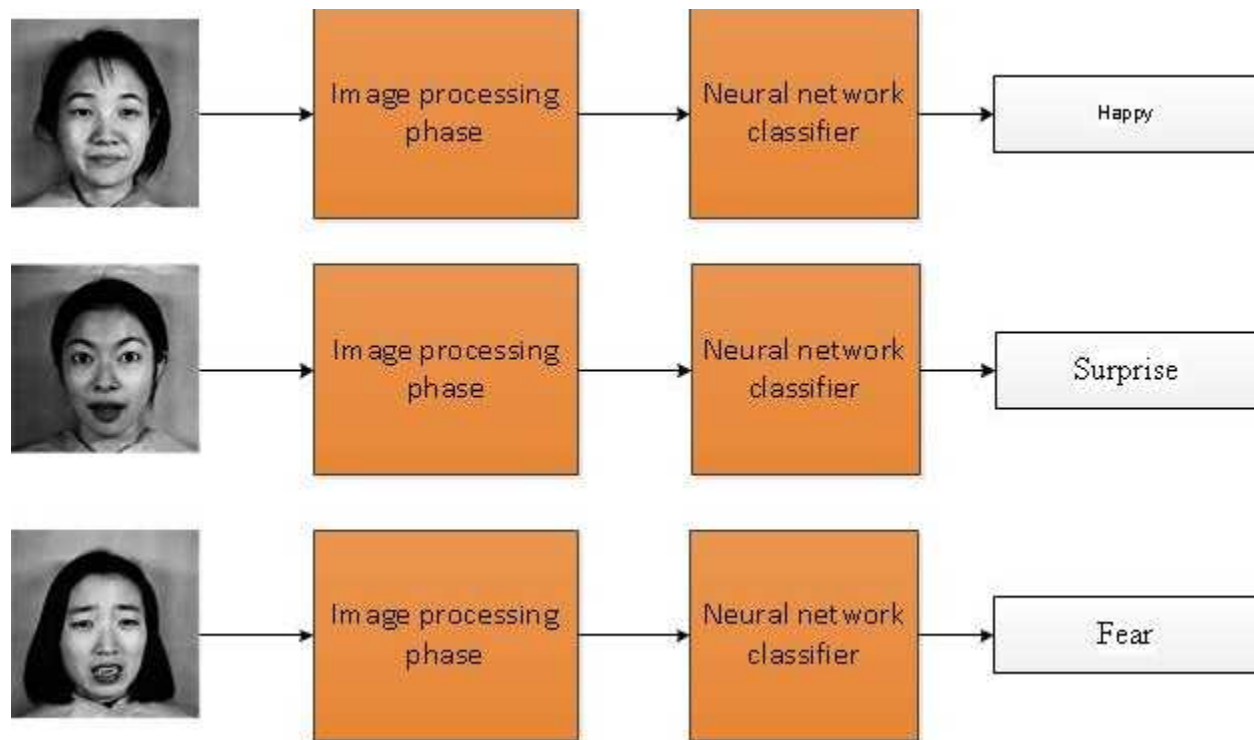 Image processing
phase
Neural network
classifier
Happy
Image processing
phase
Neural network
classifier
Surprise
Image processing
phase
Neural network
classifier
Fear